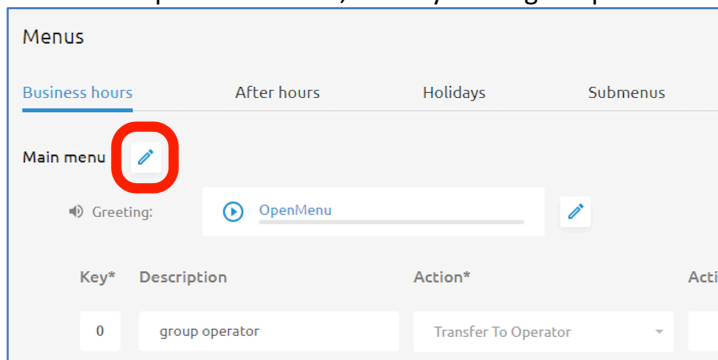 Menus
Business hours After hours Holidays Submenus
Main menu
Greeting: OpenMenu
Key* Description Action* Acti
0 group operator Transfer To Operator